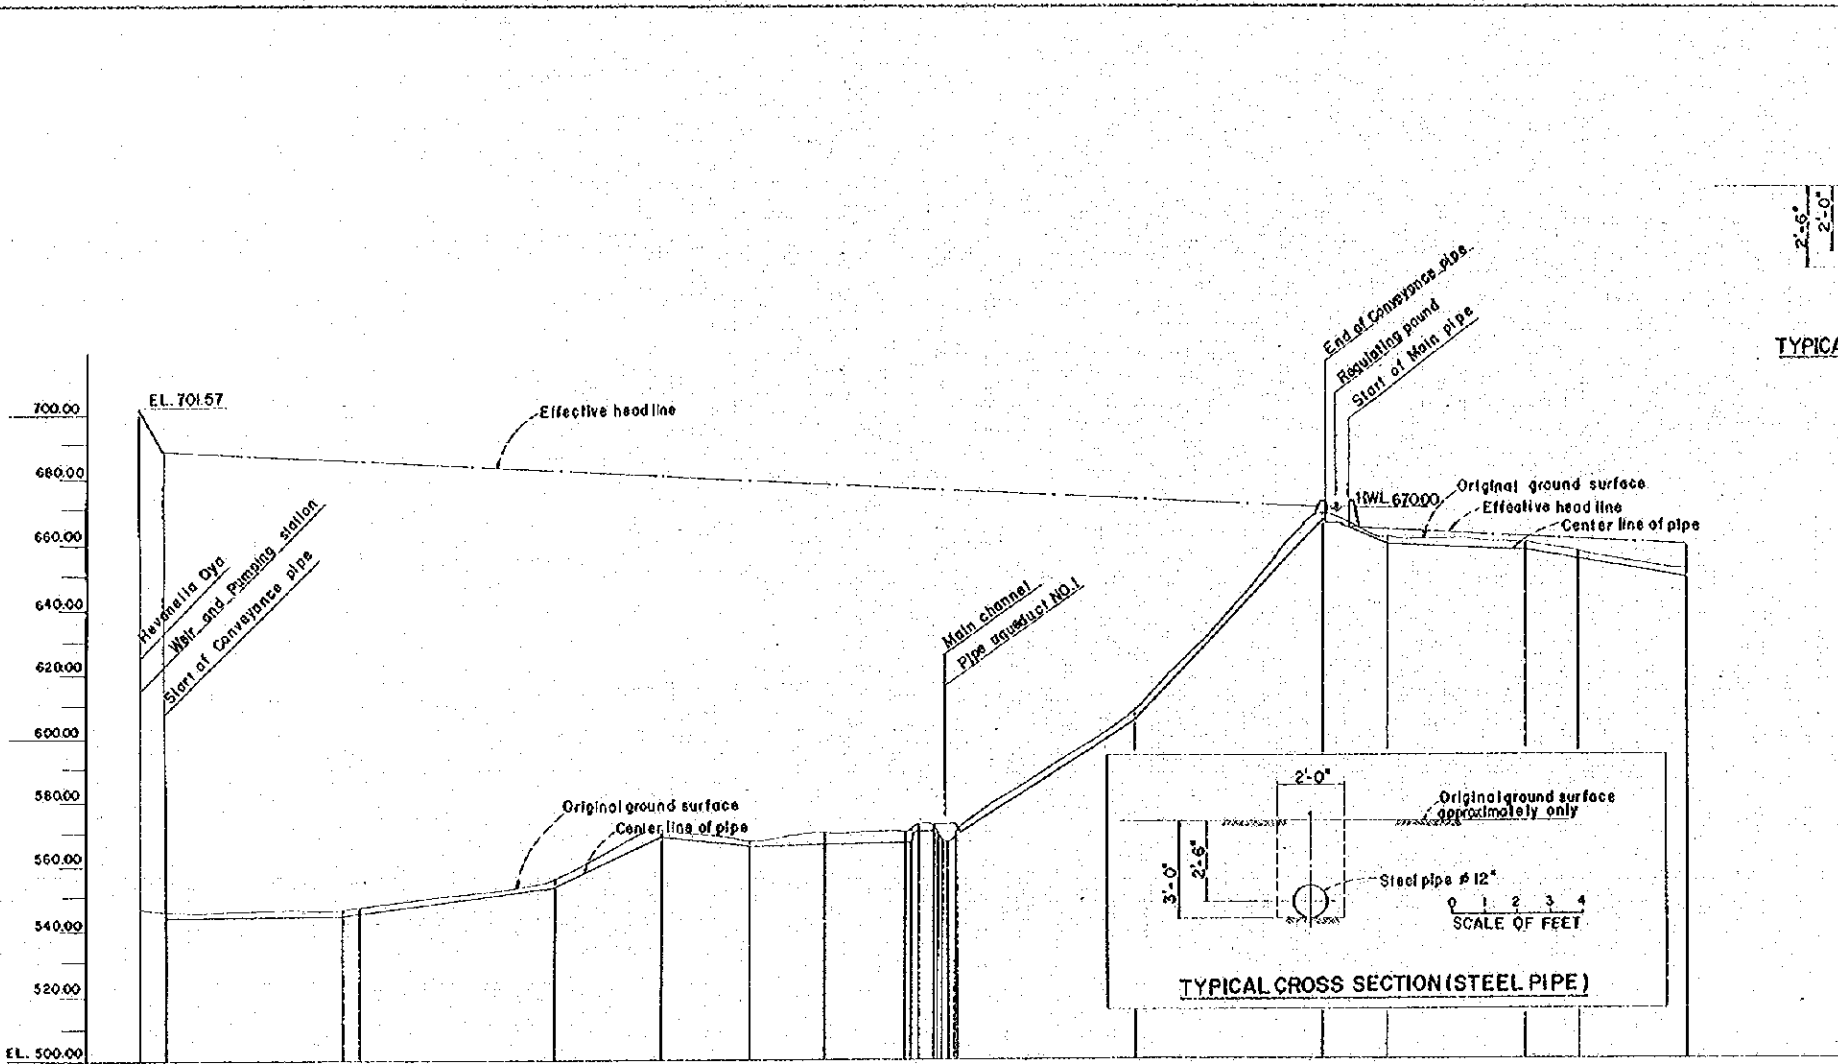 700.00
680.00
660.00
640.00
620.00
600.00
580.00
560.00
540.00
520.00
EL. 500.00
EL. 701.57
Effective head line
Weir and Pumping station
Start of Conveyance pipe
Original ground surface
Center line of pipe
Main channel
Pipe aqueduct NO.1
End of Conveyance pipe
Regulating pound
Start of Main pipe
HWL 670.00
Original ground surface
Effective head line
Center line of pipe
2'-6"
2'-0"
TYPICA
2'-0"
Original ground surface
approximately only
3'-0"
2'-6"
Steel pipe ø12"
0 1 2 3 4
SCALE OF FEET
TYPICAL CROSS SECTION (STEEL PIPE)